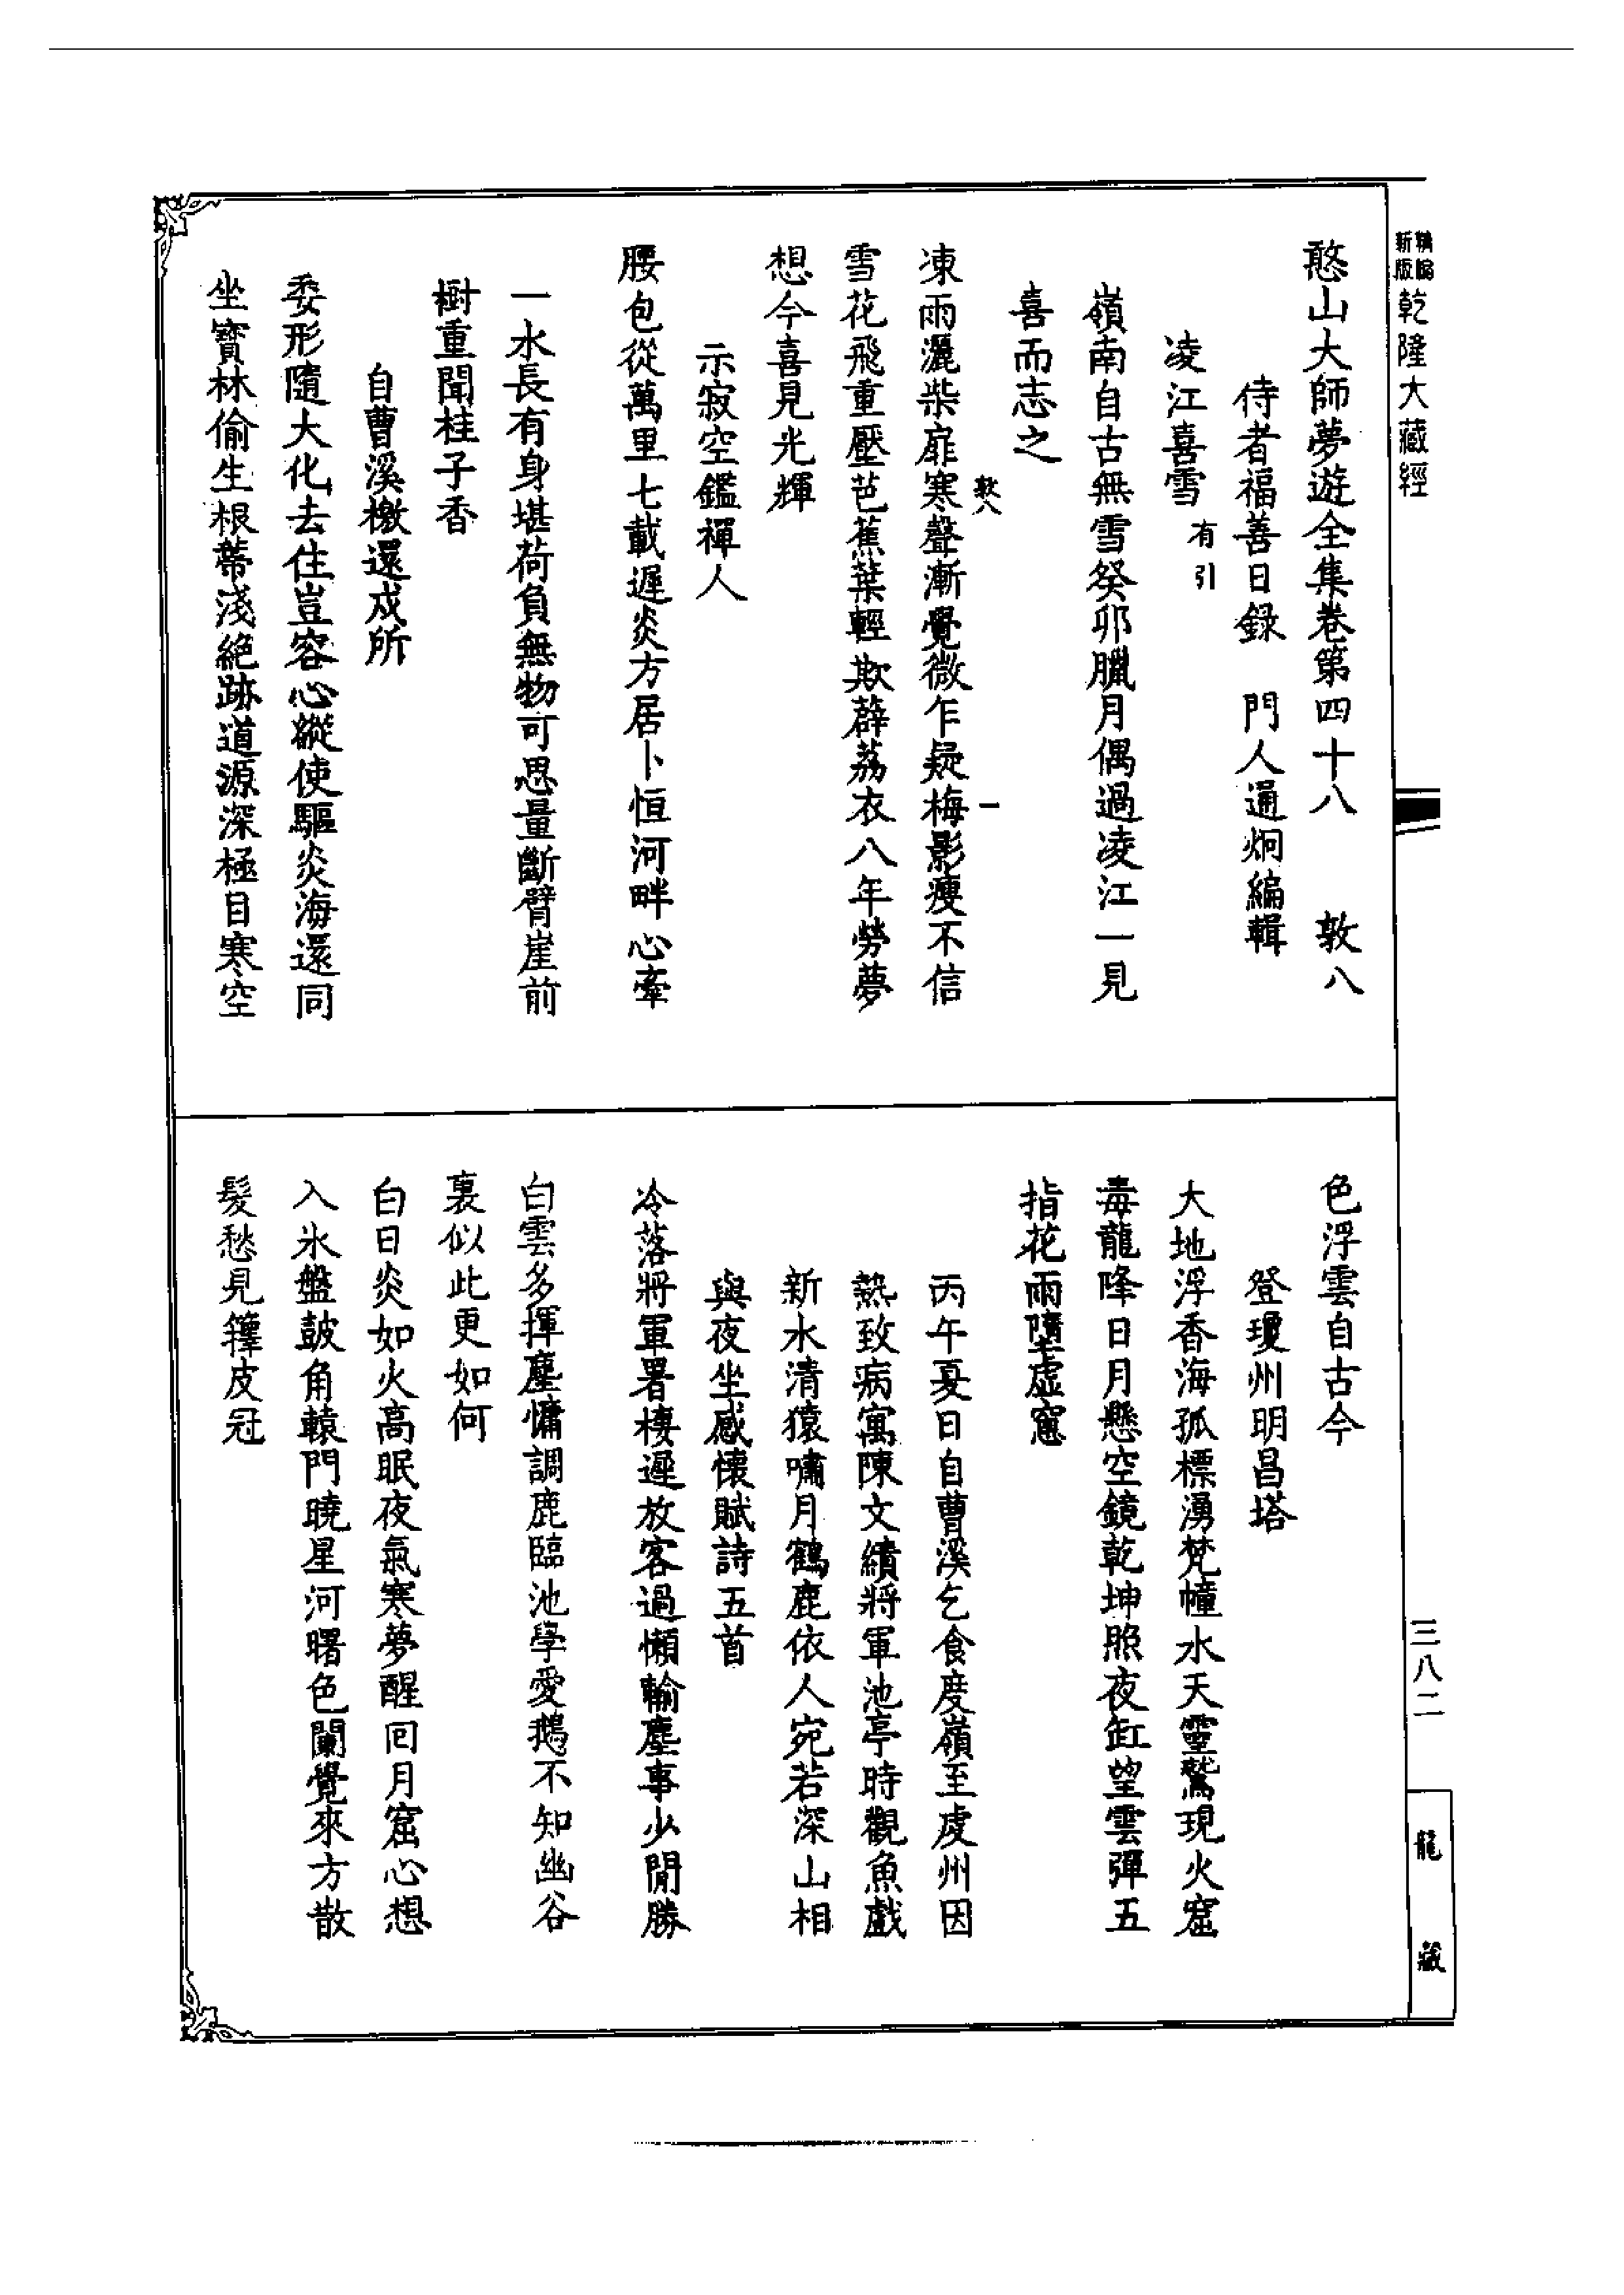 精編
新版
乾隆大藏經
憨山大師夢遊全集卷第四十八　敦八
侍者福善日錄　門人通炯編輯
凌江喜雪有引
嶺南自古無雪癸卯臘月偶過凌江一見
喜而志之
敦八　一
凍雨灑柴扉寒聲漸覺微乍疑梅影瘦不信
雪花飛重壓芭蕉葉輕欺薜荔衣八年勞夢
想今喜見光輝
示寂空鑑禪人
腰包從萬里七載遲炎方居卜恒河畔心牽
一水長有身堪荷負無物可思量斷臂崖前
樹重聞桂子香
自曹溪檄還戍所
委形隨大化去住豈容心縱使驅炎海還同
坐寶林偷生根蒂淺絕跡道源深極目寒空
色浮雲自古今
登瓊州明昌塔
大地浮香海孤標湧梵幢水天靈鷲現火窟
毒龍降日月懸空鏡乾坤照夜缸望雲彈五
指花雨墮虛窻
丙午夏日自曹溪乞食度嶺至虔州因
熱致病寓陳文績將軍池亭時觀魚戲
新水清猿嘯月鶴鹿依人宛若深山相
與夜坐感懷賦詩五首
冷落將軍署棲遲放客過懶輸塵事少閒勝
白雲多揮麈慵調鹿臨池學愛鵝不知幽谷
裏似此更如何
白日炎如火高眠夜氣寒夢醒回月窟心想
入氷盤鼓角轅門曉星河曙色闌覺來方散
髮愁見籜皮冠
三八二
龍藏